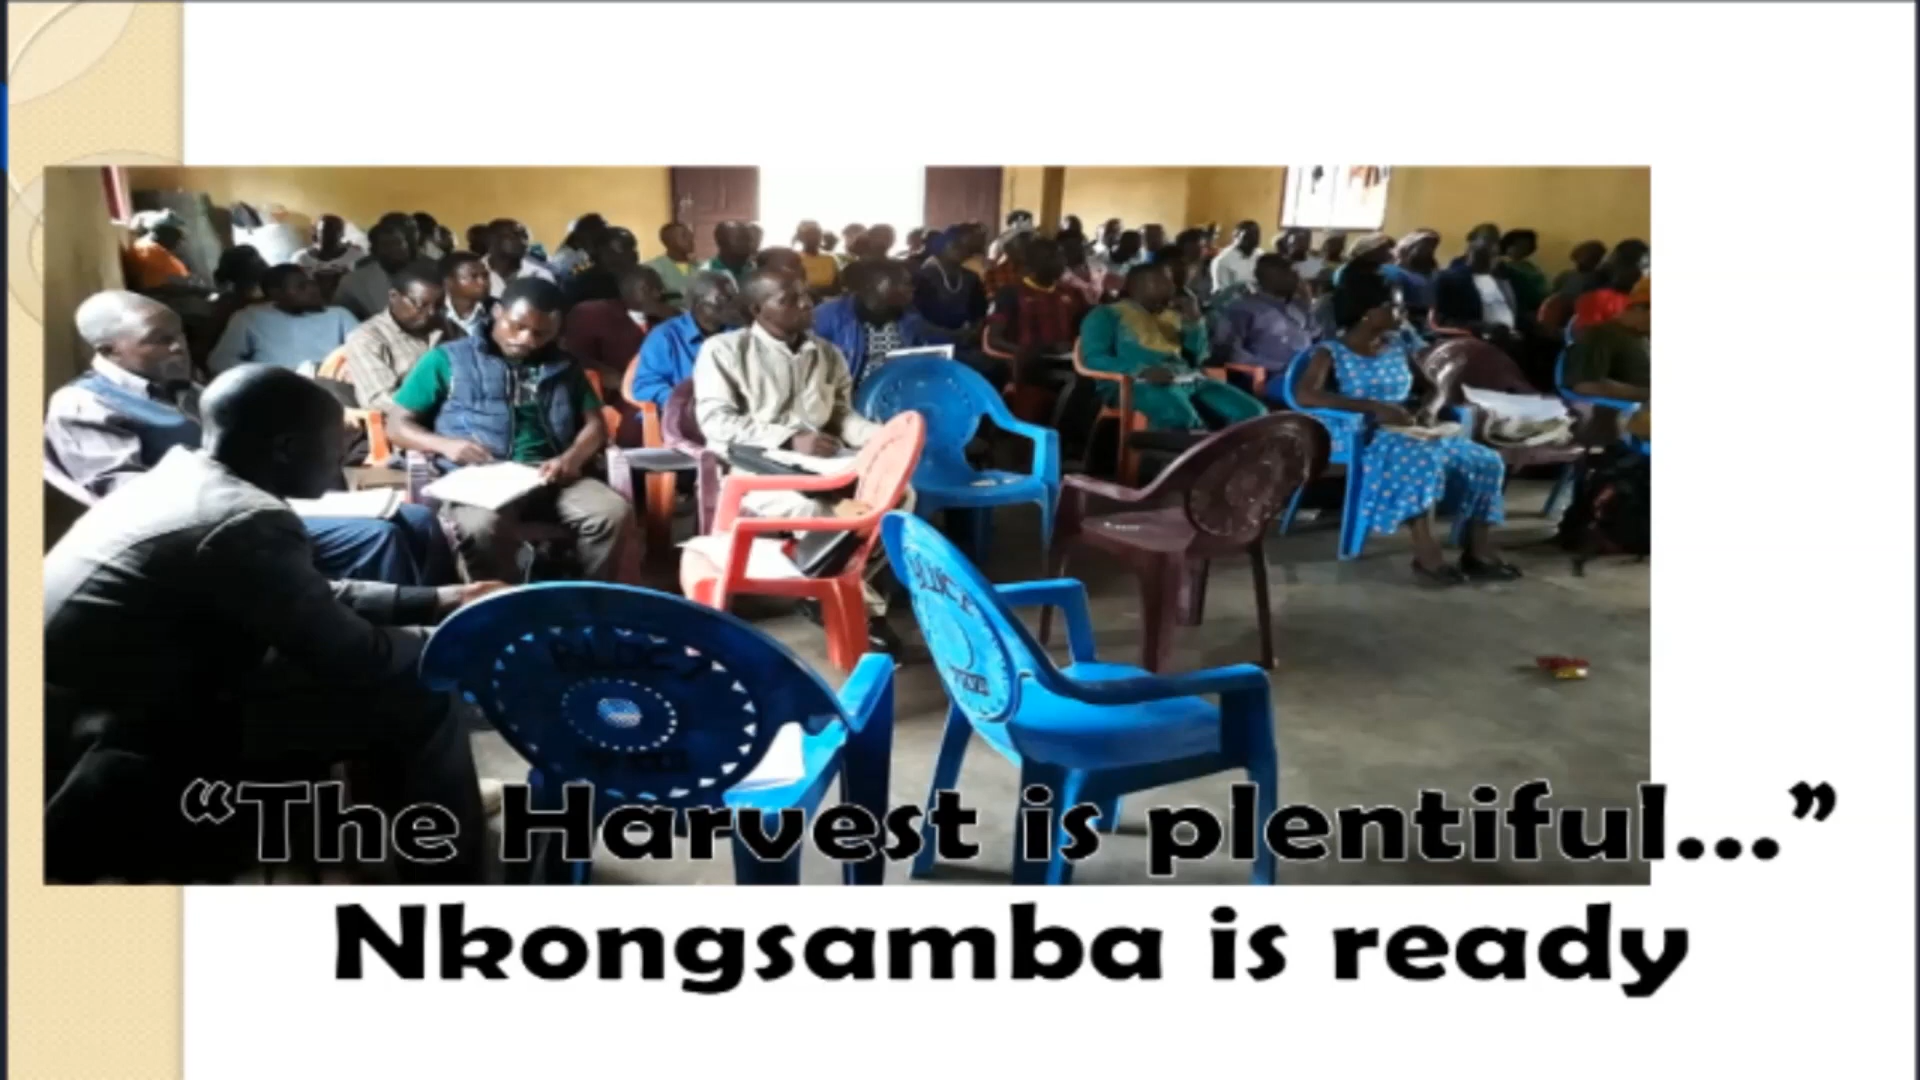 “The Harvest is plentiful...”
Nkongsamba is ready